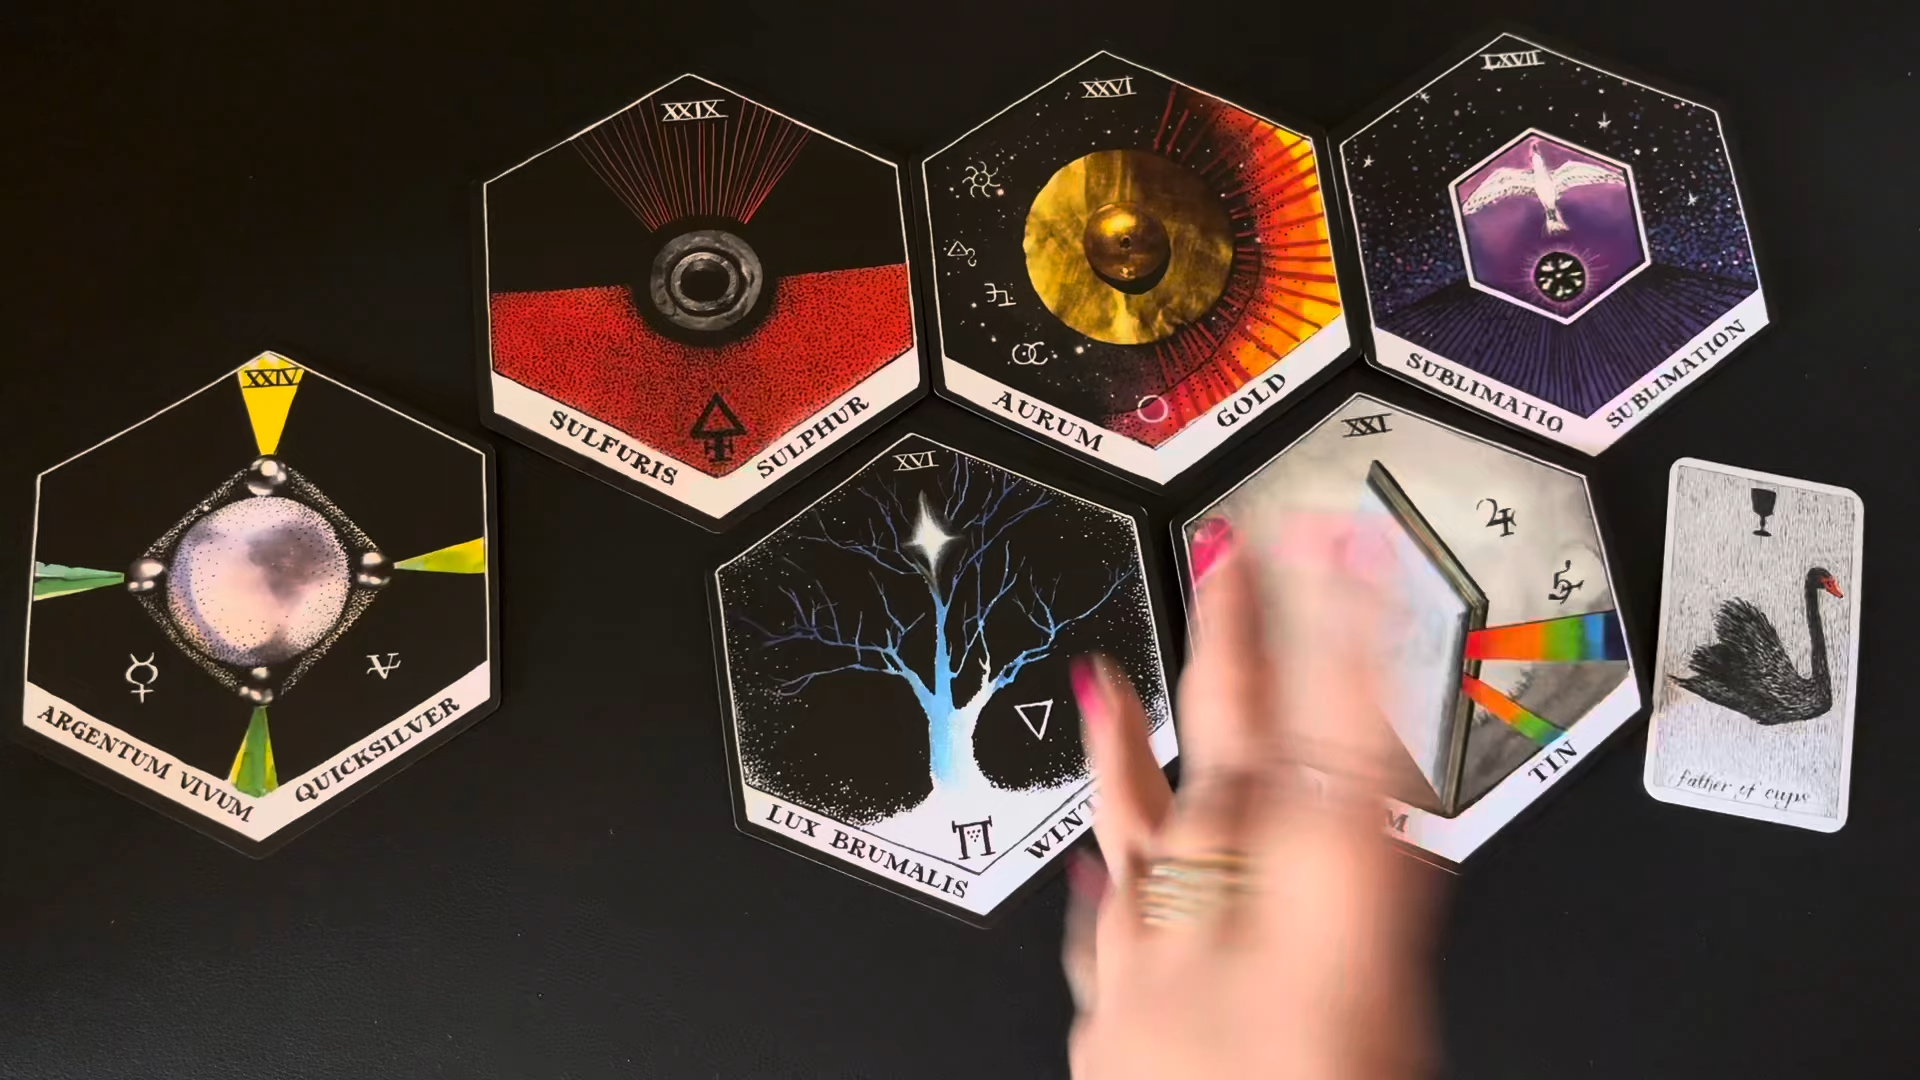 XXIX
SULFURIS
SULPHUR
XXVI
AURUM
GOLD
LXVII
SUBLIMATIO
SUBLIMATION
XXIV
ARGENTUM VIVUM
QUICKSILVER
XVI
LUX BRUMALIS
XXI
TIN
father of cups